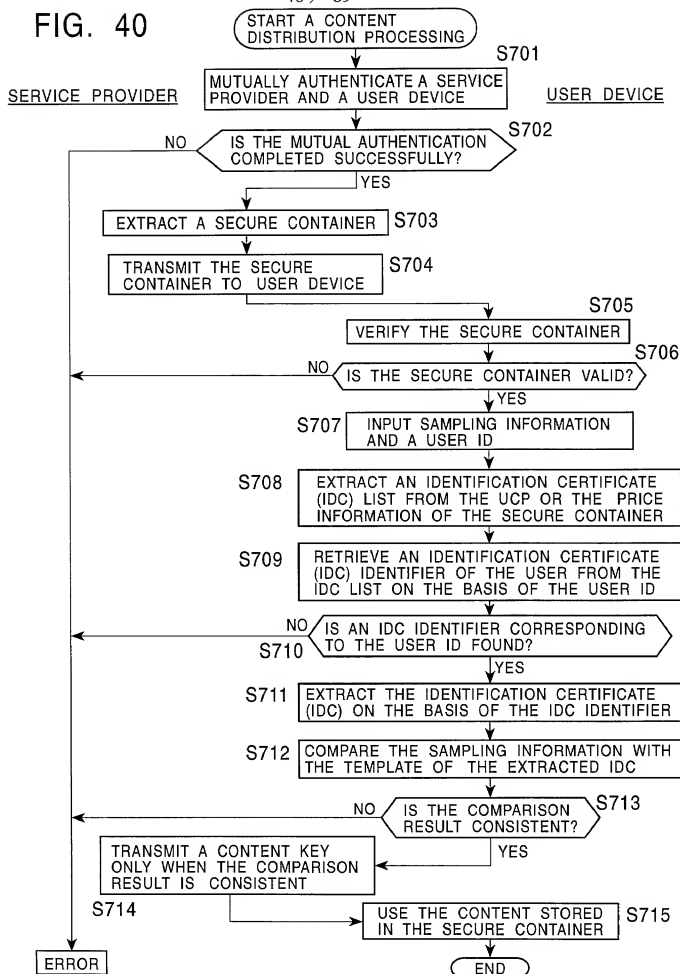 FIG. 40
START A CONTENT
DISTRIBUTION PROCESSING
S701
MUTUALLY AUTHENTICATE A SERVICE
PROVIDER AND A USER DEVICE
SERVICE PROVIDER
USER DEVICE
S702
NO
IS THE MUTUAL AUTHENTICATION
COMPLETED SUCCESSFULLY?
YES
EXTRACT A SECURE CONTAINER
S703
TRANSMIT THE SECURE
CONTAINER TO USER DEVICE
S704
S705
VERIFY THE SECURE CONTAINER
S706
NO
IS THE SECURE CONTAINER VALID?
YES
S707
INPUT SAMPLING INFORMATION
AND A USER ID
S708
EXTRACT AN IDENTIFICATION CERTIFICATE
(IDC) LIST FROM THE UCP OR THE PRICE
INFORMATION OF THE SECURE CONTAINER
S709
RETRIEVE AN IDENTIFICATION CERTIFICATE
(IDC) IDENTIFIER OF THE USER FROM THE
IDC LIST ON THE BASIS OF THE USER ID
NO
IS AN IDC IDENTIFIER CORRESPONDING
TO THE USER ID FOUND?
S710
YES
S711
EXTRACT THE IDENTIFICATION CERTIFICATE
(IDC) ON THE BASIS OF THE IDC IDENTIFIER
S712
COMPARE THE SAMPLING INFORMATION WITH
THE TEMPLATE OF THE EXTRACTED IDC
S713
NO
IS THE COMPARISON
RESULT CONSISTENT?
YES
TRANSMIT A CONTENT KEY
ONLY WHEN THE COMPARISON
RESULT IS CONSISTENT
S714
USE THE CONTENT STORED
IN THE SECURE CONTAINER
S715
ERROR
END